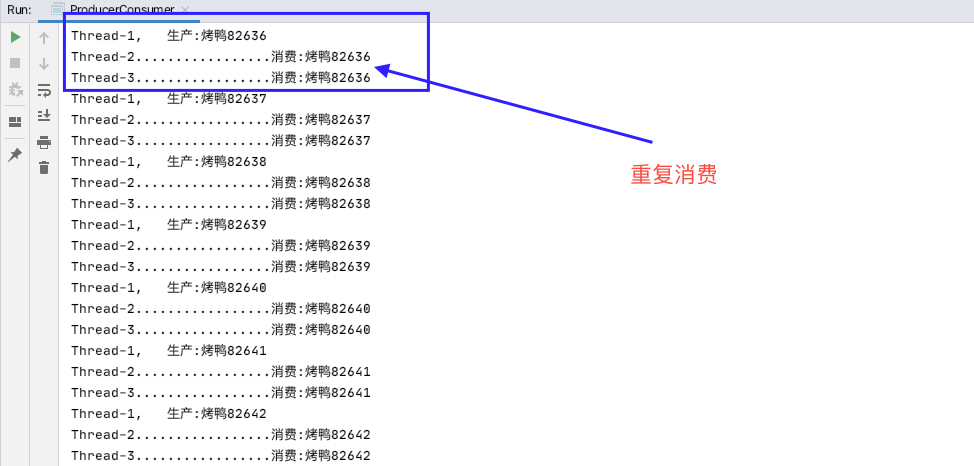 Run: ProducerConsumer
Thread-1,   生产:烤鸭82636
Thread-2.................消费:烤鸭82636
Thread-3.................消费:烤鸭82636
Thread-1,   生产:烤鸭82637
Thread-2.................消费:烤鸭82637
Thread-3.................消费:烤鸭82637
Thread-1,   生产:烤鸭82638
Thread-2.................消费:烤鸭82638
Thread-3.................消费:烤鸭82638
Thread-1,   生产:烤鸭82639
Thread-2.................消费:烤鸭82639
Thread-3.................消费:烤鸭82639
Thread-1,   生产:烤鸭82640
Thread-2.................消费:烤鸭82640
Thread-3.................消费:烤鸭82640
Thread-1,   生产:烤鸭82641
Thread-2.................消费:烤鸭82641
Thread-3.................消费:烤鸭82641
Thread-1,   生产:烤鸭82642
Thread-2.................消费:烤鸭82642
Thread-3.................消费:烤鸭82642
重复消费